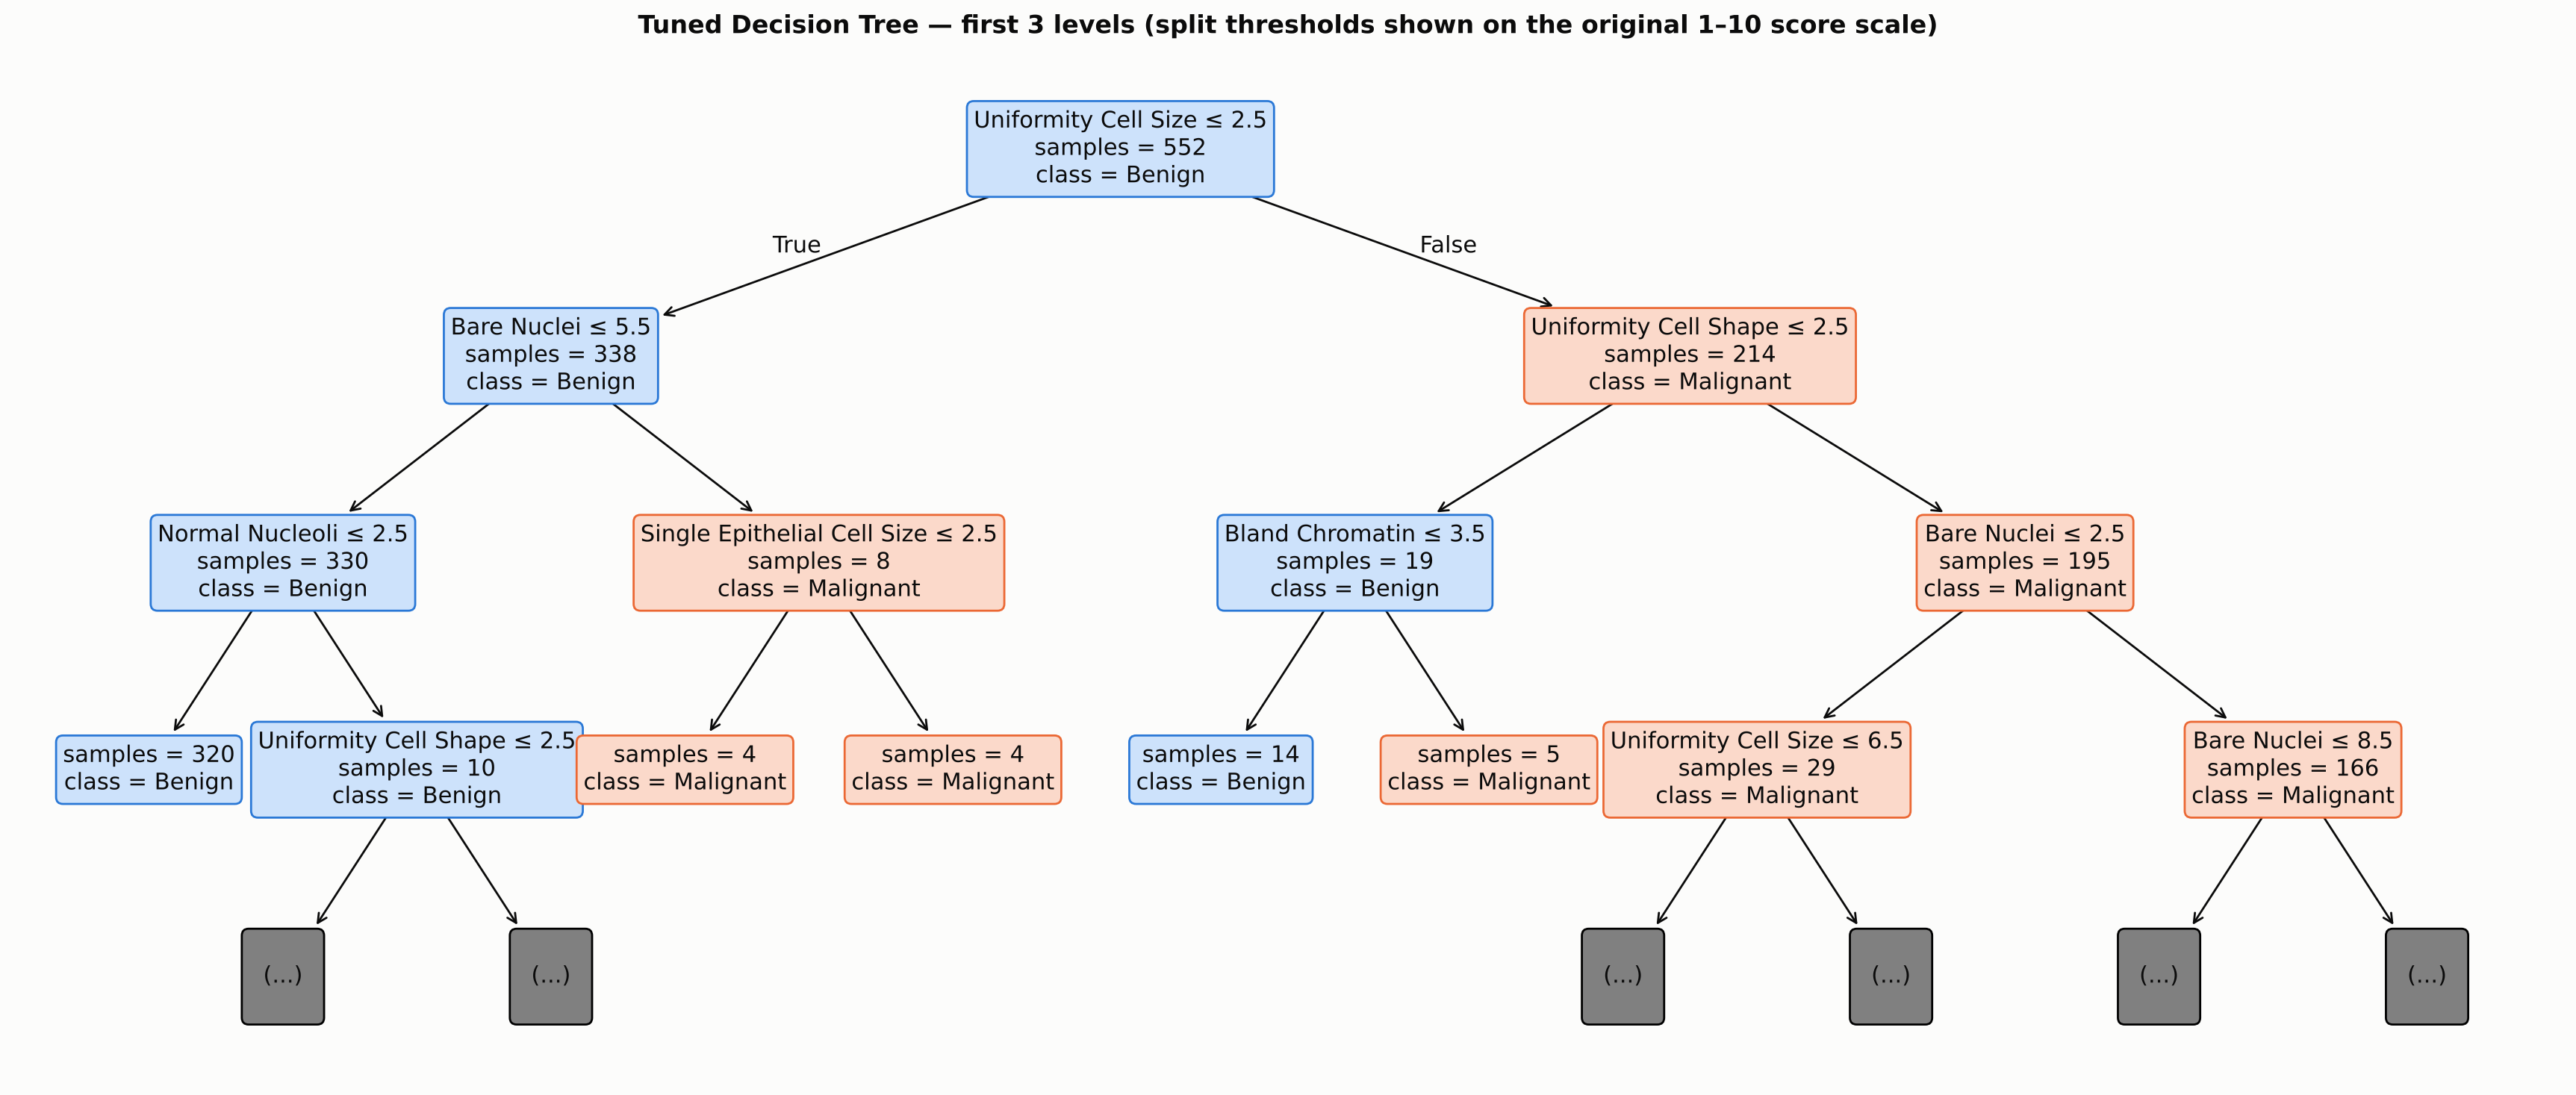 Tuned Decision Tree — first 3 levels (split thresholds shown on the original 1–10 score scale)
Uniformity Cell Size ≤ 2.5
samples = 552
class = Benign
True
False
Bare Nuclei ≤ 5.5
samples = 338
class = Benign
Uniformity Cell Shape ≤ 2.5
samples = 214
class = Malignant
Normal Nucleoli ≤ 2.5
samples = 330
class = Benign
Single Epithelial Cell Size ≤ 2.5
samples = 8
class = Malignant
Bland Chromatin ≤ 3.5
samples = 19
class = Benign
Bare Nuclei ≤ 2.5
samples = 195
class = Malignant
samples = 320
class = Benign
Uniformity Cell Shape ≤ 2.5
samples = 10
class = Benign
samples = 4
class = Malignant
samples = 4
class = Malignant
samples = 14
class = Benign
samples = 5
class = Malignant
Uniformity Cell Size ≤ 6.5
samples = 29
class = Malignant
Bare Nuclei ≤ 8.5
samples = 166
class = Malignant
(...)
(...)
(...)
(...)
(...)
(...)